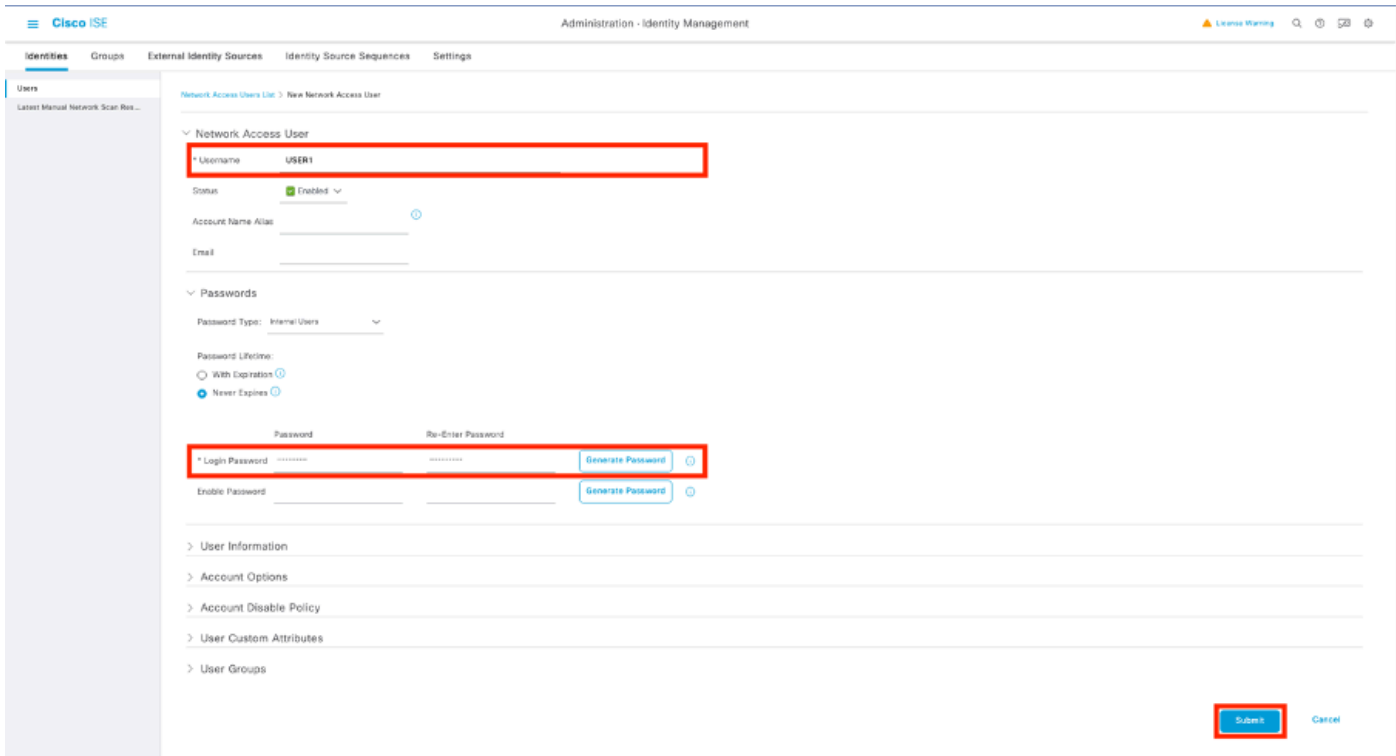 Cisco ISE
Administration · Identity Management
License Warning
Identities Groups External Identity Sources Identity Source Sequences Settings
Users
Latest Manual Network Scan Res...
Network Access Users List > New Network Access User
Network Access User
* Username USER1
Status Enabled
Account Name Alias
Email
Passwords
Password Type: Internal Users
Password Lifetime:
With Expiration
Never Expires
Password Re-Enter Password
* Login Password ········ ········· Generate Password
Enable Password Generate Password
User Information
Account Options
Account Disable Policy
User Custom Attributes
User Groups
Submit Cancel